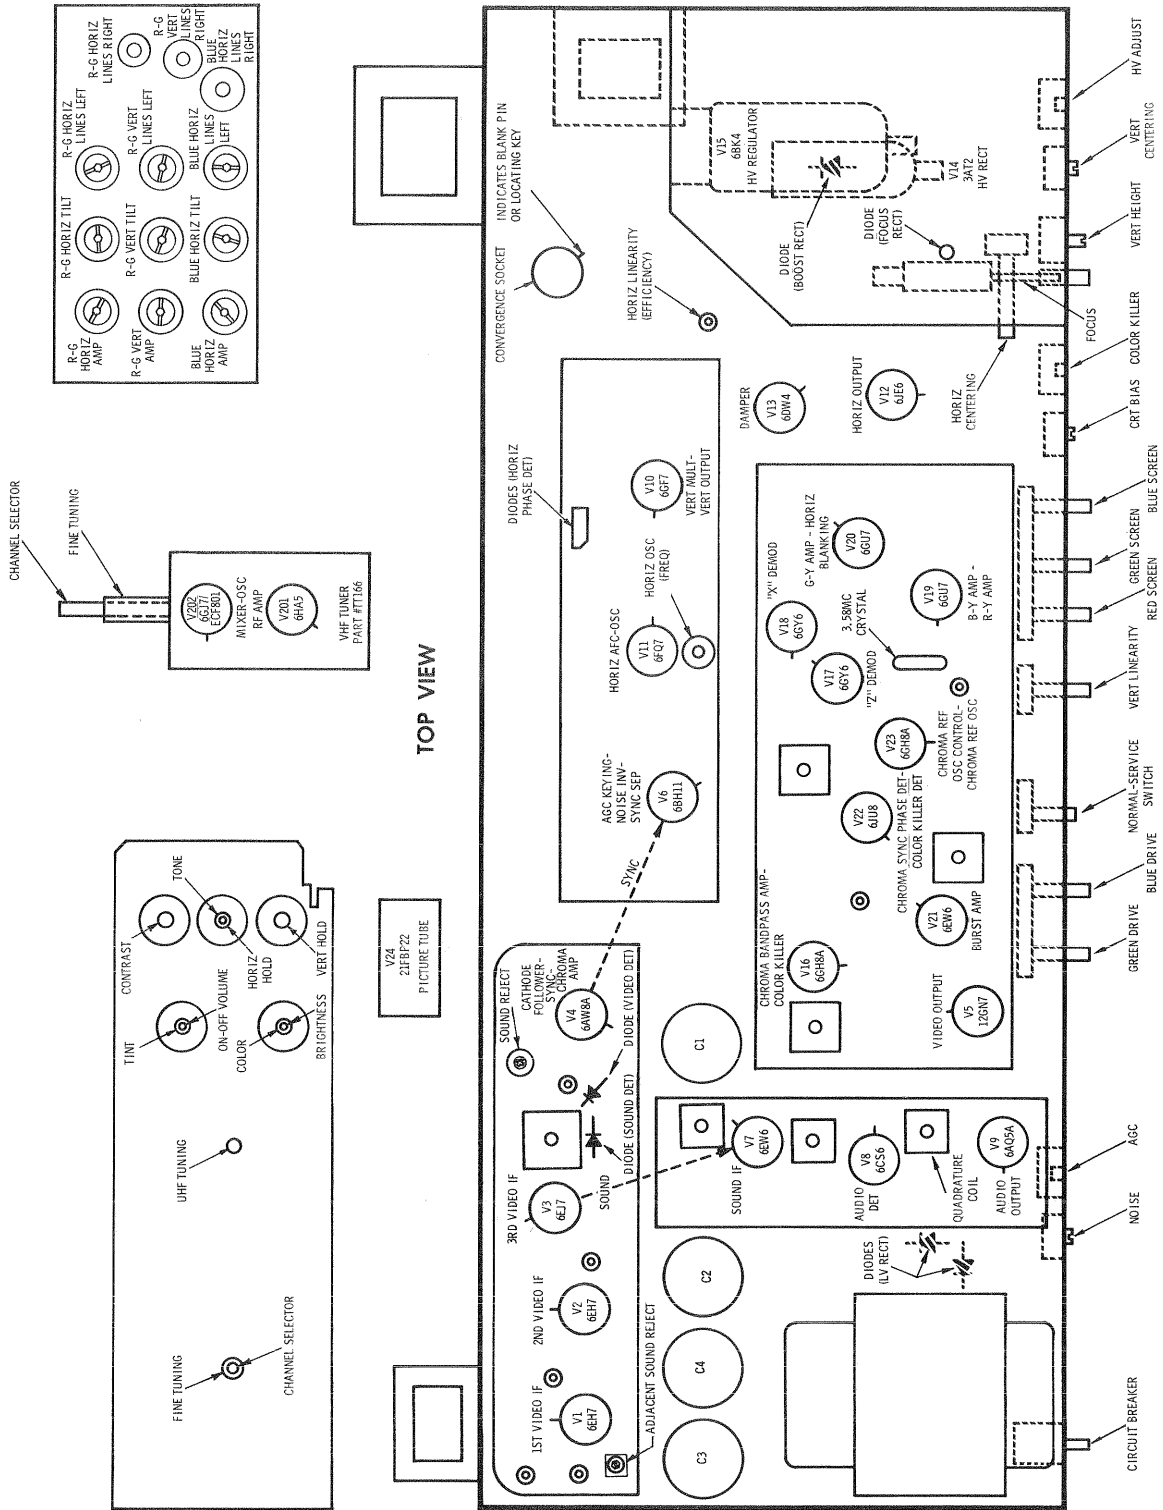 R-G HORIZ
LINES RIGHT
R-G
VERT
LINES
RIGHT
BLUE
HORIZ
LINES
RIGHT
R-G HORIZ
LINES LEFT
R-G VERT
LINES LEFT
BLUE HORIZ
LINES
LEFT
R-G HORIZ TILT
R-G VERT TILT
BLUE HORIZ TILT
R-G
HORIZ
AMP
R-G VERT
AMP
BLUE
HORIZ
AMP
CHANNEL SELECTOR
FINE TUNING
V202
6GJ7/
ECF801
MIXER-OSC
RF AMP
V201
6HA5
VHF TUNER
PART #TT166
TOP VIEW
CONTRAST
TONE
HORIZ
HOLD
VERT HOLD
TINT
ON-OFF VOLUME
COLOR
BRIGHTNESS
UHF TUNING
FINE TUNING
CHANNEL SELECTOR
V24
21FBP22
PICTURE TUBE
CONVERGENCE SOCKET
INDICATES BLANK PIN
OR LOCATING KEY
HORIZ LINEARITY
(EFFICIENCY)
V15
6BK4
HV REGULATOR
V14
3AT2
HV RECT
DIODE
(BOOST RECT)
DIODE
(FOCUS
RECT)
HV ADJUST
VERT
CENTERING
VERT HEIGHT
FOCUS
COLOR KILLER
CRT BIAS
HORIZ
CENTERING
DAMPER
V13
6DW4
HORIZ OUTPUT
V12
6JE6
DIODES (HORIZ
PHASE DET)
V10
6GF7
VERT MULT-
VERT OUTPUT
HORIZ OSC
(FREQ)
V11
6FQ7
HORIZ AFC-OSC
AGC KEYING-
NOISE INV-
SYNC SEP
V6
6BH11
SYNC
"X" DEMOD
V18
6GY6
V17
6GY6
"Z" DEMOD
G-Y AMP - HORIZ
BLANKING
V20
6GU7
3.58MC
CRYSTAL
V19
6GU7
B-Y AMP -
R-Y AMP
V23
6GH8A
CHROMA REF
OSC CONTROL-
CHROMA REF OSC
V22
6JU8
CHROMA SYNC PHASE DET-
COLOR KILLER DET
V21
6EW6
BURST AMP
CHROMA BANDPASS AMP-
COLOR KILLER
V16
6GH8A
VIDEO OUTPUT
V5
12GN7
BLUE SCREEN
GREEN SCREEN
RED SCREEN
VERT LINEARITY
NORMAL-SERVICE
SWITCH
BLUE DRIVE
GREEN DRIVE
SOUND REJECT
CATHODE
FOLLOWER-
SYNC-
CHROMA
AMP
V4
6AW8A
DIODE (VIDEO DET)
DIODE (SOUND DET)
SOUND
3RD VIDEO IF
V3
6EJ7
2ND VIDEO IF
V2
6EH7
1ST VIDEO IF
V1
6EH7
ADJACENT SOUND REJECT
C1
C2
C4
C3
SOUND IF
V7
6EW6
AUDIO
DET
V8
6CS6
QUADRATURE
COIL
AUDIO
OUTPUT
V9
6AQ5A
DIODES
(LV RECT)
AGC
NOISE
CIRCUIT BREAKER